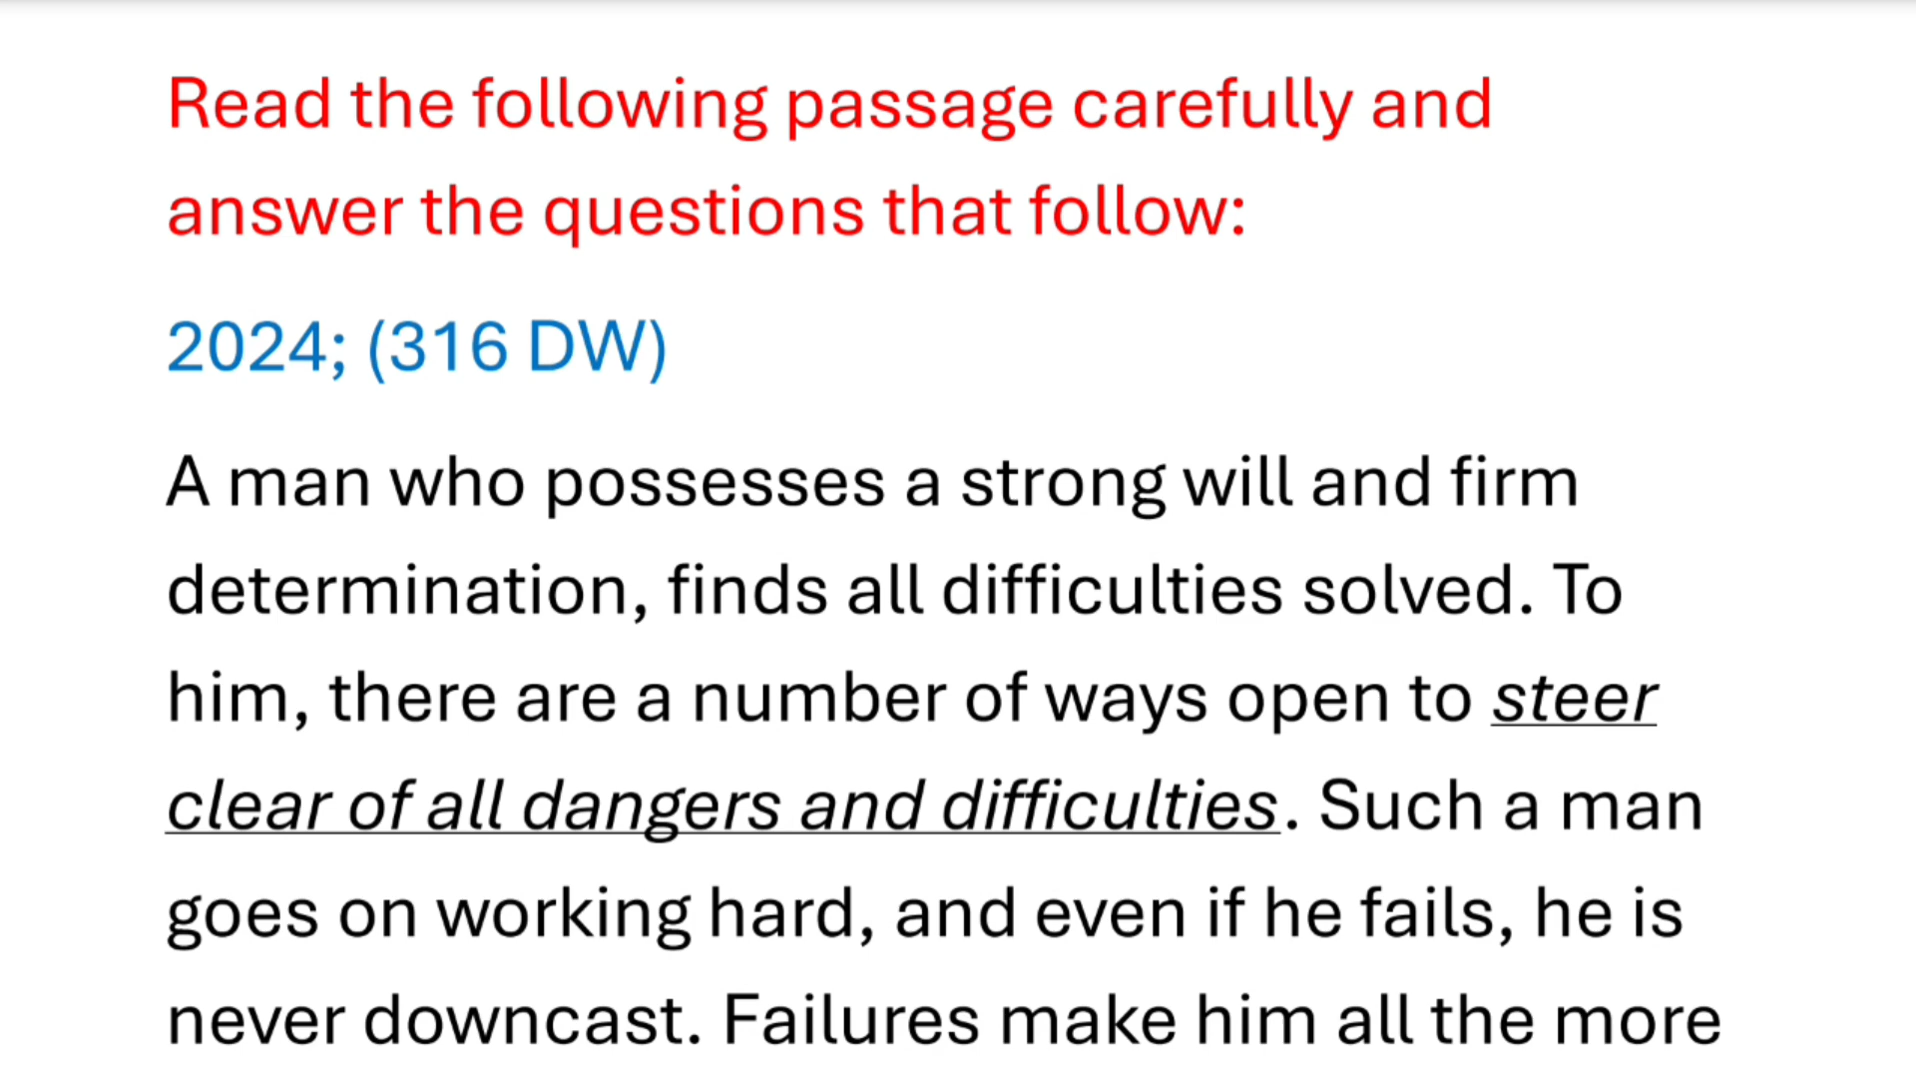 Read the following passage carefully and
answer the questions that follow:
2024; (316 DW)
A man who possesses a strong will and firm
determination, finds all difficulties solved. To
him, there are a number of ways open to steer
clear of all dangers and difficulties. Such a man
goes on working hard, and even if he fails, he is
never downcast. Failures make him all the more